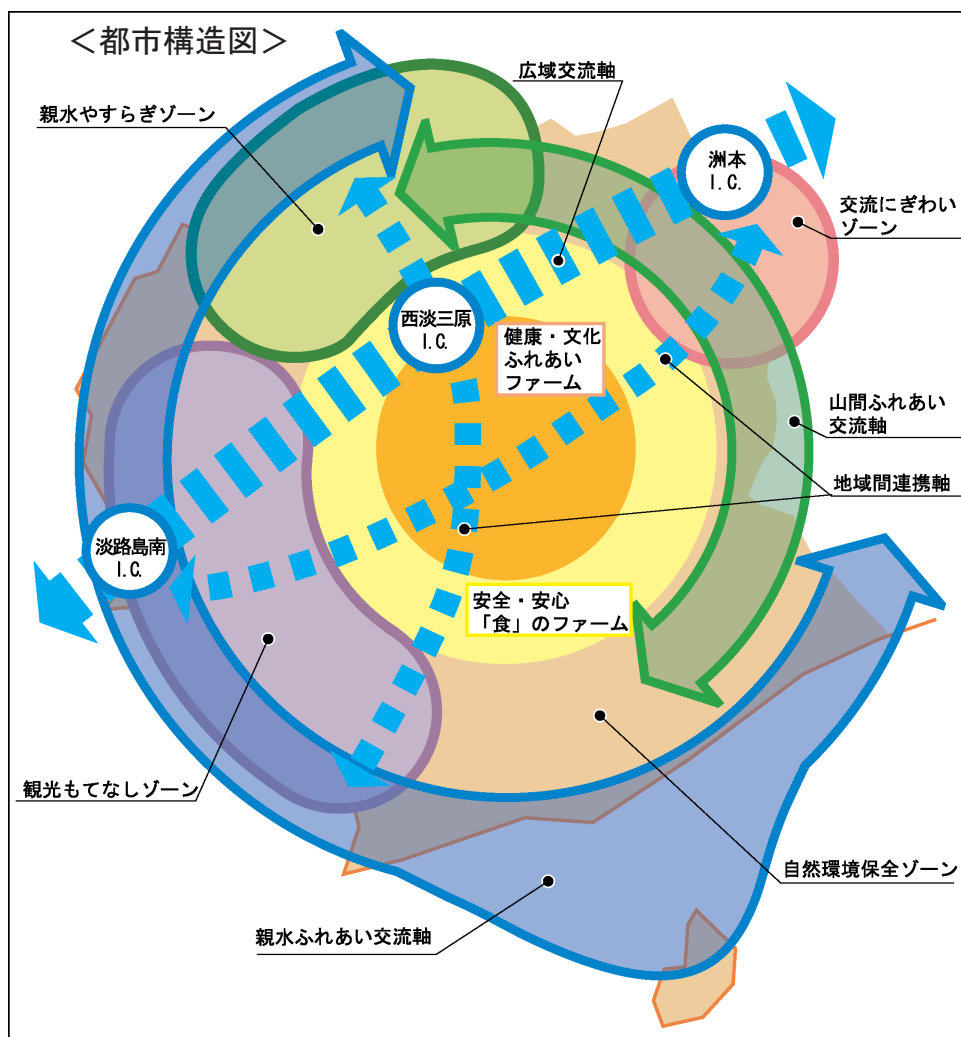 ＜都市構造図＞
広域交流軸
親水やすらぎゾーン
洲本
I.C.
交流にぎわい
ゾーン
西淡三原
I.C.
健康・文化
ふれあい
ファーム
山間ふれあい
交流軸
地域間連携軸
淡路島南
I.C.
安全・安心
「食」のファーム
観光もてなしゾーン
自然環境保全ゾーン
親水ふれあい交流軸